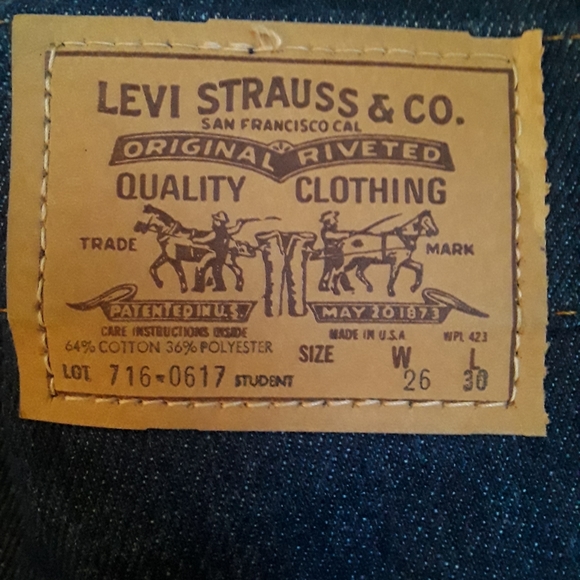 LEVI STRAUSS & CO.
SAN FRANCISCO CAL
ORIGINAL RIVETED
QUALITY CLOTHING
TRADE MARK
PATENTED IN U.S. MAY 20 1873
CARE INSTRUCTIONS INSIDE MADE IN U.S.A WPL 423
64% COTTON 36% POLYESTER SIZE W L
LOT 716-0617 STUDENT 26 30